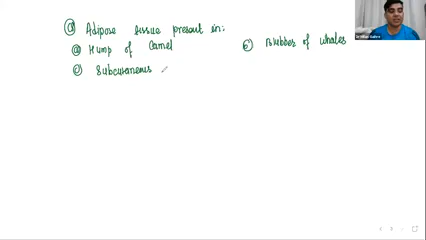 (a) Adipose tissue present in:
(a) Hump of Camel
(b) Blubber of whales
(c) Subcutaneous